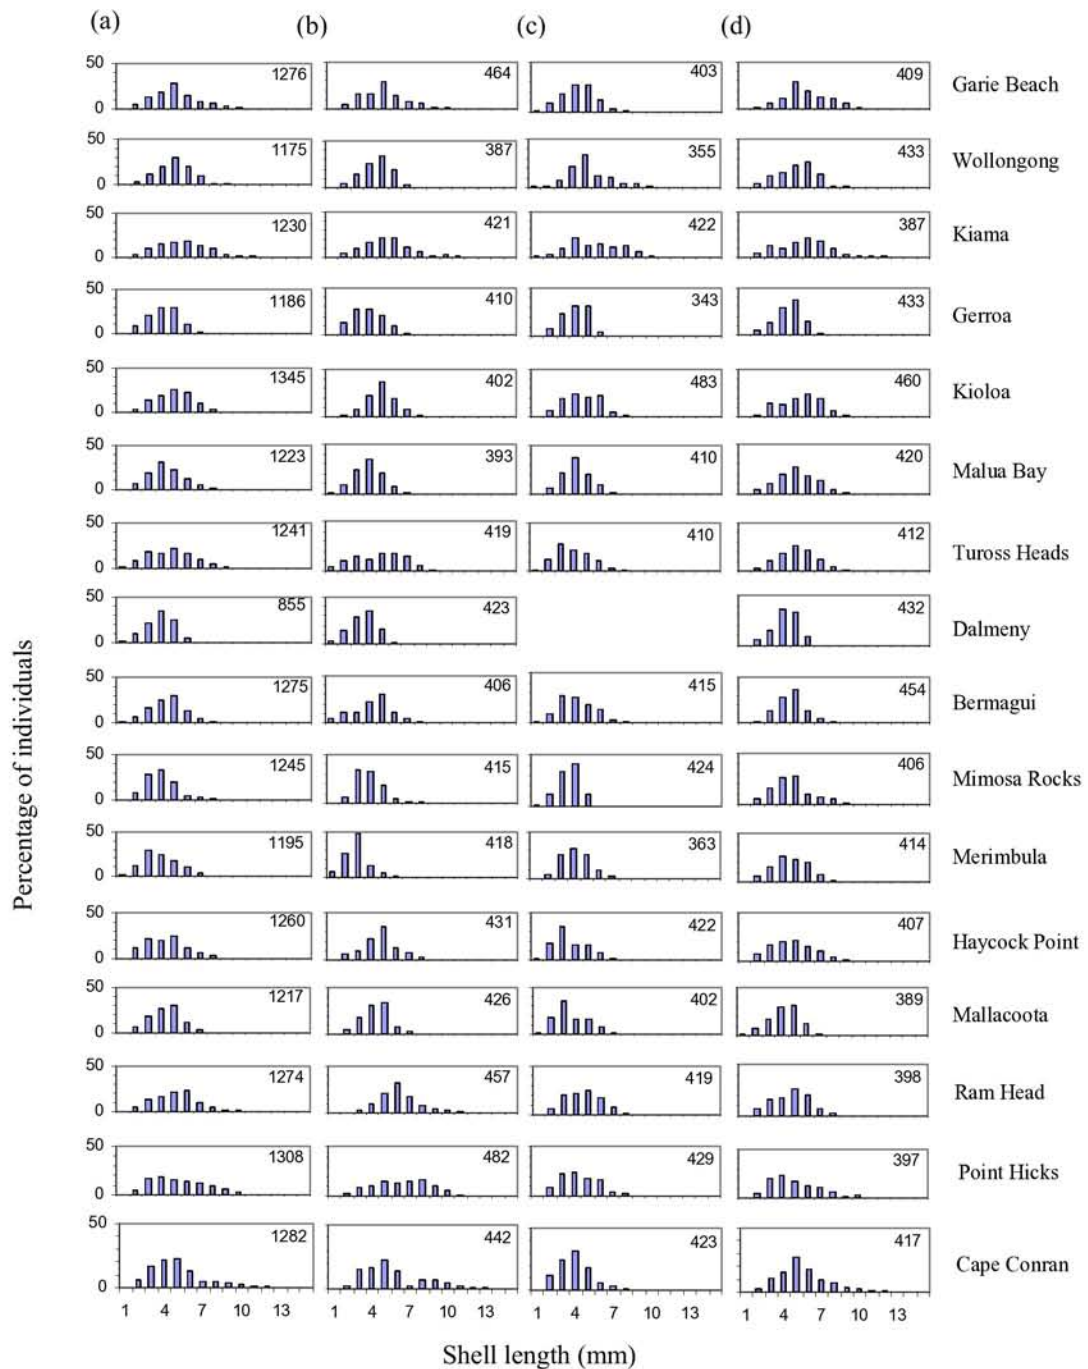 (a) (b) (c) (d)
50 1276 464 403 409 Garie Beach
0
50 1175 387 355 433 Wollongong
0
50 1230 421 422 387 Kiama
0
1186 410 343 433 Gerroa
0
50 1345 402 483 460 Kioloa
0
50 1223 393 410 420 Malua Bay
0
50 1241 419 410 412 Tuross Heads
0
50 855 423 432 Dalmeny
0
50 1275 406 415 454 Bermagui
0
50 1245 415 424 406 Mimosa Rocks
0
50 1195 418 363 414 Merimbula
0
50 1260 431 422 407 Haycock Point
0
1217 426 402 389 Mallacoota
0
50 1274 457 419 398 Ram Head
0
50 1308 482 429 397 Point Hicks
0
50 1282 442 423 417 Cape Conran
0
1 4 7 10 13 1 4 7 10 13 1 4 7 10 13 1 4 7 10 13
Shell length (mm)
Percentage of individuals